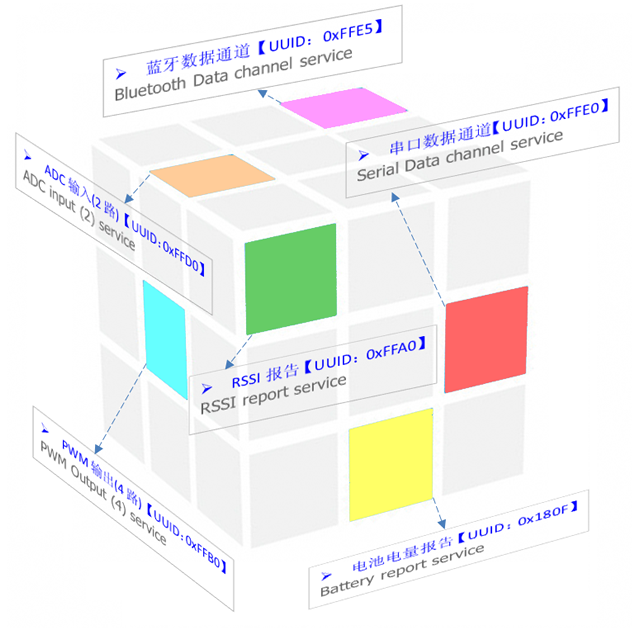 ➢ 蓝牙数据通道【UUID: 0xFFE5】
Bluetooth Data channel service
➢ 串口数据通道【UUID: 0xFFE0】
Serial Data channel service
➢ ADC 输入(2 路)【UUID:0xFFD0】
ADC input (2) service
➢ RSSI 报告【UUID: 0xFFA0】
RSSI report service
➢ PWM 输出(4 路)【UUID:0xFFB0】
PWM Output (4) service
➢ 电池电量报告【UUID: 0x180F】
Battery report service